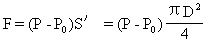 F = (P - P₀)S′ = (P - P₀) πD²/4